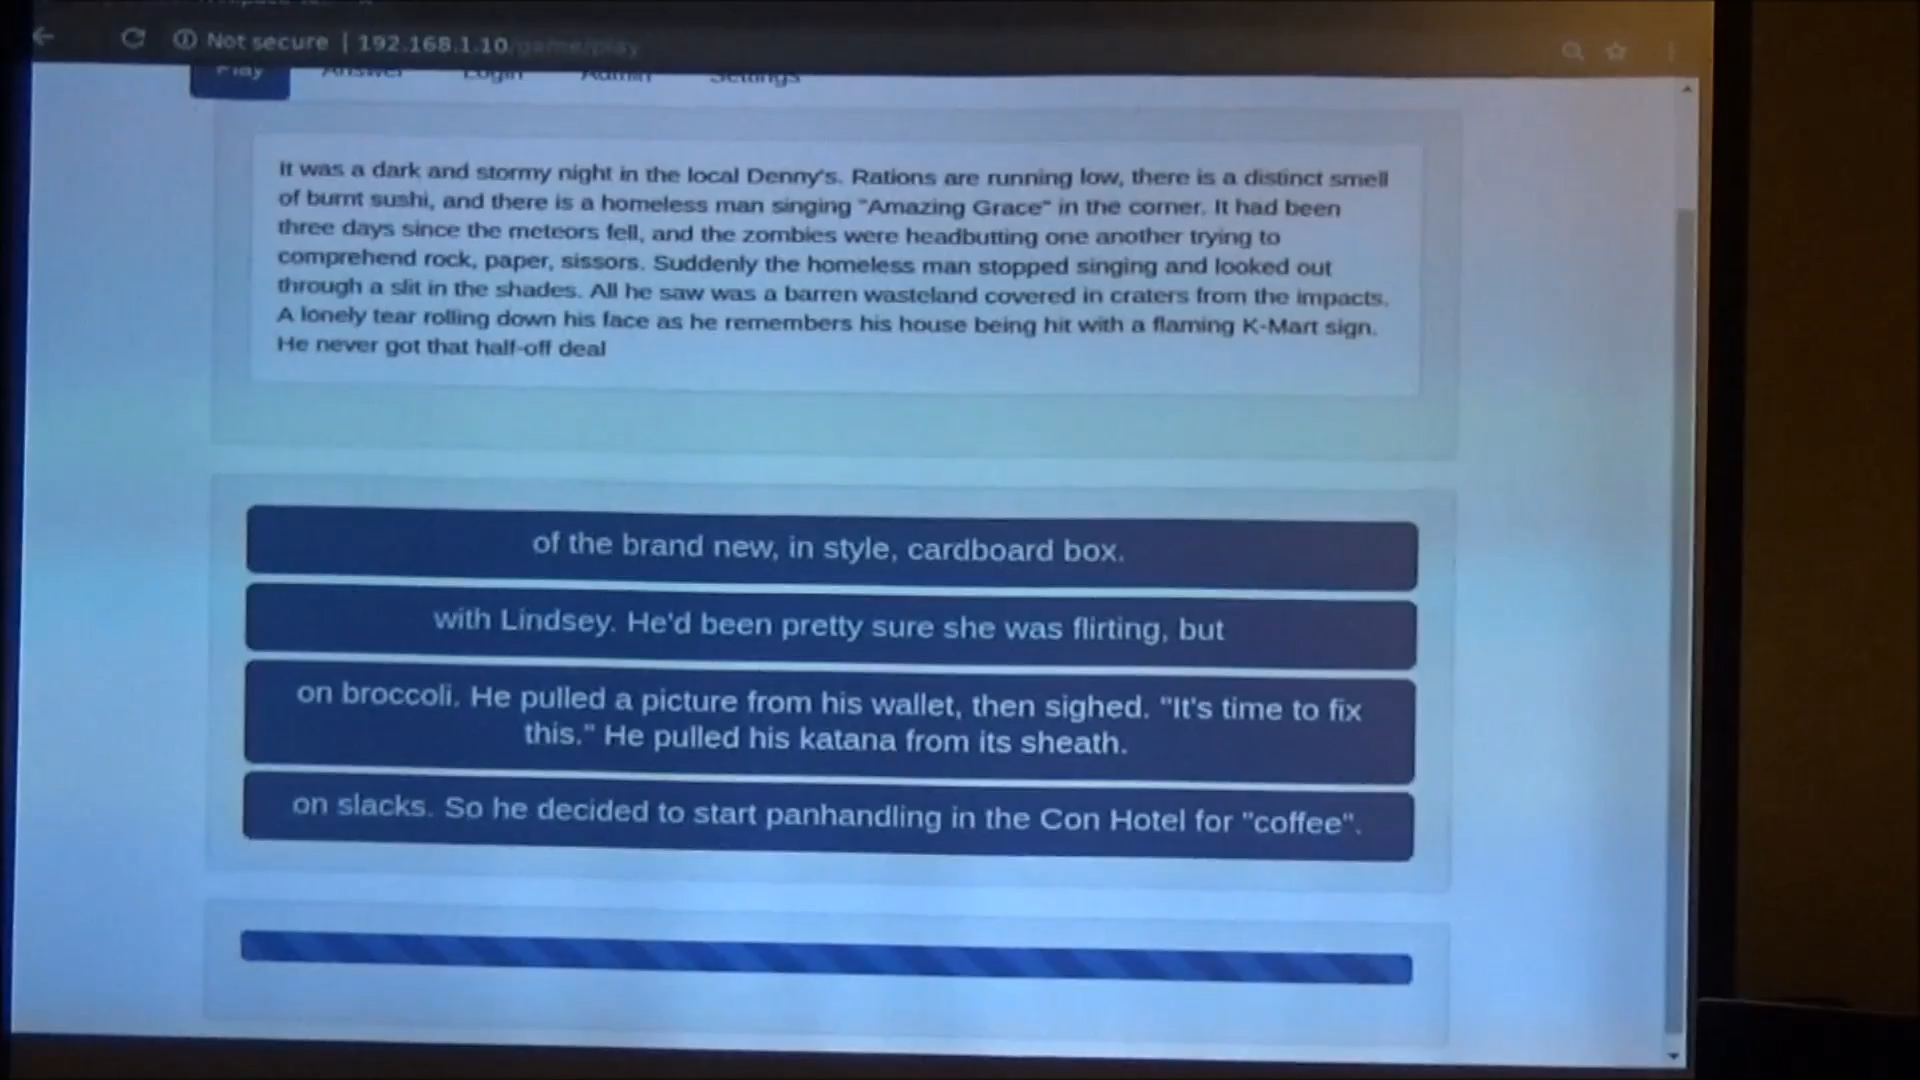 Not secure | 192.168.1.10/game/play
Play Answer Login Admin Settings
It was a dark and stormy night in the local Denny's. Rations are running low, there is a distinct smell
of burnt sushi, and there is a homeless man singing "Amazing Grace" in the corner. It had been
three days since the meteors fell, and the zombies were headbutting one another trying to
comprehend rock, paper, sissors. Suddenly the homeless man stopped singing and looked out
through a slit in the shades. All he saw was a barren wasteland covered in craters from the impacts.
A lonely tear rolling down his face as he remembers his house being hit with a flaming K-Mart sign.
He never got that half-off deal
of the brand new, in style, cardboard box.
with Lindsey. He'd been pretty sure she was flirting, but
on broccoli. He pulled a picture from his wallet, then sighed. "It's time to fix
this." He pulled his katana from its sheath.
on slacks. So he decided to start panhandling in the Con Hotel for "coffee".